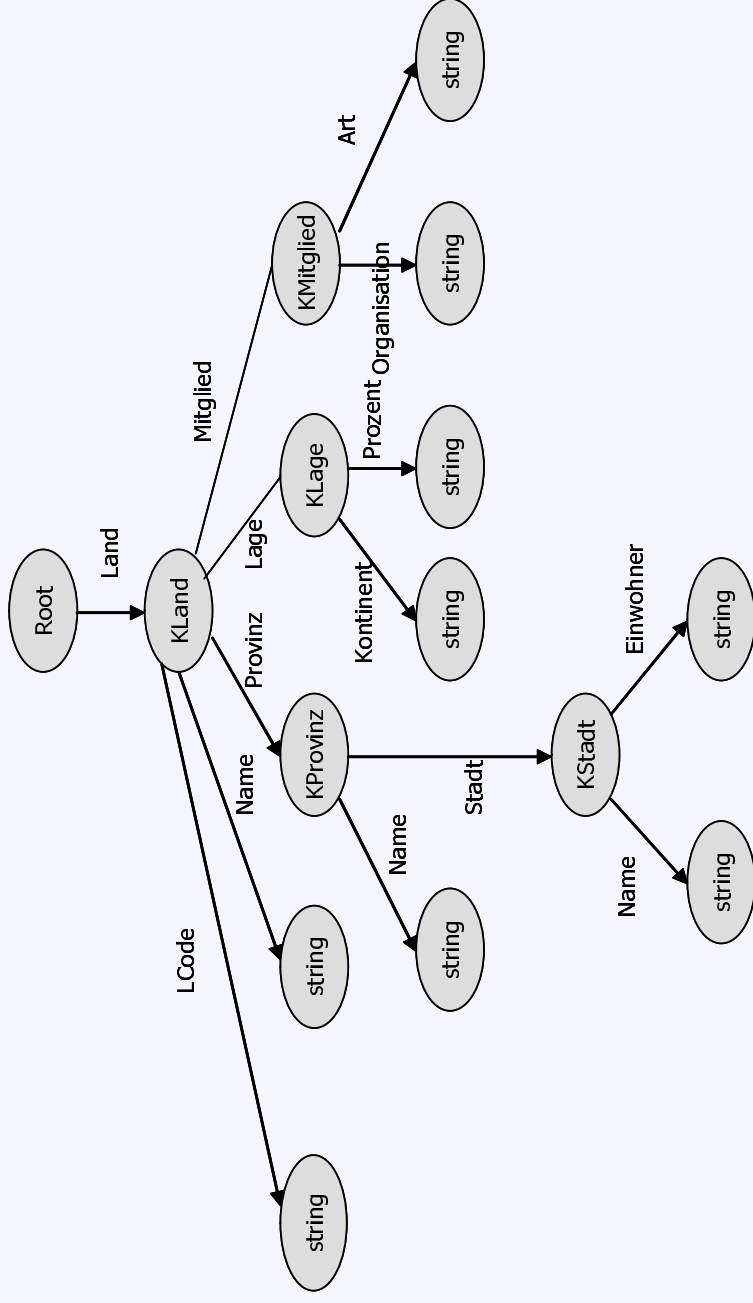 Root
Land
KLand
LCode
Name
Provinz
Lage
Mitglied
string
string
KProvinz
KLage
KMitglied
Name
Stadt
Kontinent
Prozent
Organisation
Art
string
string
string
string
string
KStadt
Name
Einwohner
string
string